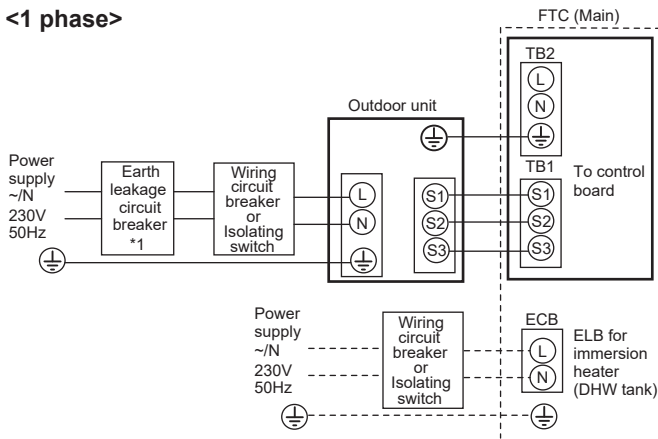 <1 phase>
FTC (Main)
TB2
L
N
Outdoor unit
Power
supply
~/N
230V
50Hz
Earth
leakage
circuit
breaker
*1
Wiring
circuit
breaker
or
Isolating
switch
L
N
S1
S2
S3
TB1
S1
S2
S3
To control
board
Power
supply
~/N
230V
50Hz
Wiring
circuit
breaker
or
Isolating
switch
ECB
L
N
ELB for
immersion
heater
(DHW tank)